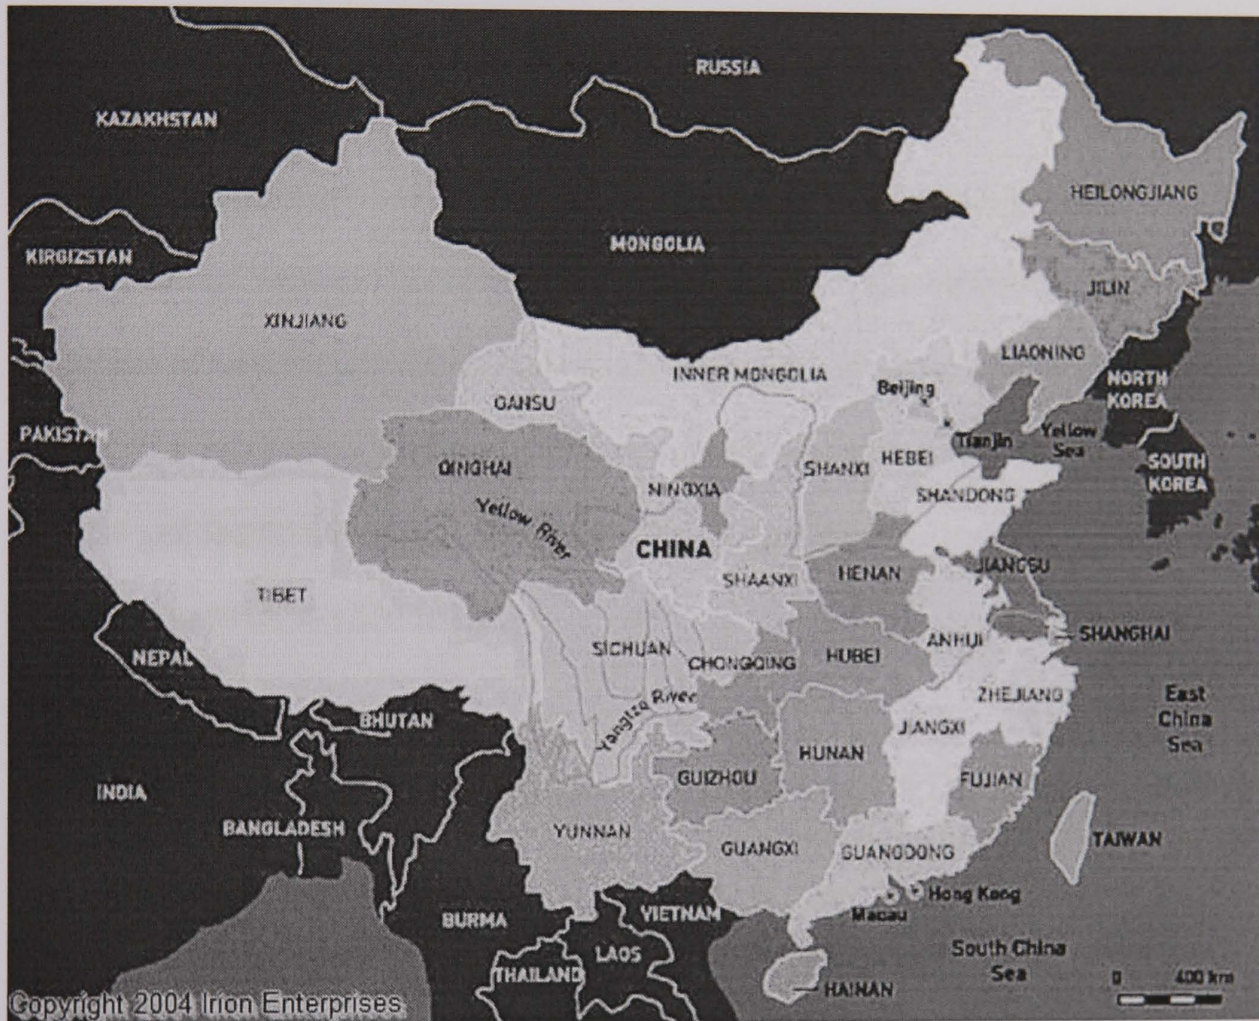 RUSSIA
KAZAKHSTAN
HEILONGJIANG
MONGOLIA
KIRGIZSTAN
JILIN
XINJIANG
LIAONING
INNER MONGOLIA
NORTH
KOREA
Beijing
GANSU
PAKISTAN
Tianjin
Yellow
Sea
QINGHAI
SHANXI
HEBEI
SOUTH
KOREA
NINGXIA
SHANDONG
Yellow River
CHINA
SHAANXI
HENAN
JIANGSU
TIBET
SHANGHAI
NEPAL
SICHUAN
CHONGQING
HUBEI
ANHUI
ZHEJIANG
East
China
Sea
BHUTAN
Yangtze River
JIANGXI
HUNAN
GUIZHOU
FUJIAN
INDIA
BANGLADESH
YUNNAN
GUANGXI
GUANGDONG
TAIWAN
Hong Kong
Macau
BURMA
VIETNAM
LAOS
THAILAND
South China
Sea
HAINAN
0 400 km
Copyright 2004 Irion Enterprises